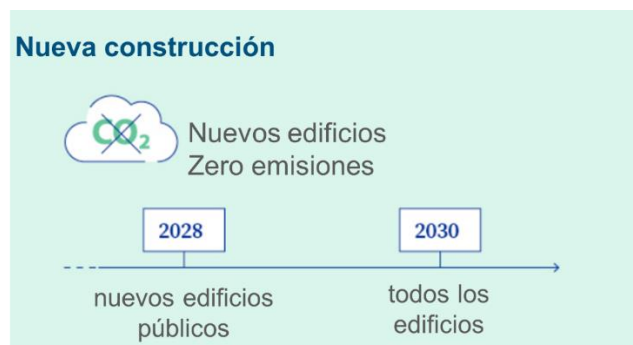 Nueva construcción
CO₂
Nuevos edificios
Zero emisiones
2028
2030
nuevos edificios
públicos
todos los
edificios